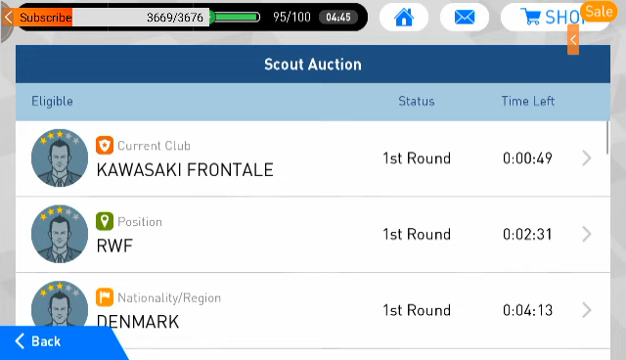 Subscribe 3669/3676 95/100 04:45 SHOP Sale
Scout Auction
Eligible Status Time Left
Current Club
KAWASAKI FRONTALE 1st Round 0:00:49
Position
RWF 1st Round 0:02:31
Nationality/Region
DENMARK 1st Round 0:04:13
Back